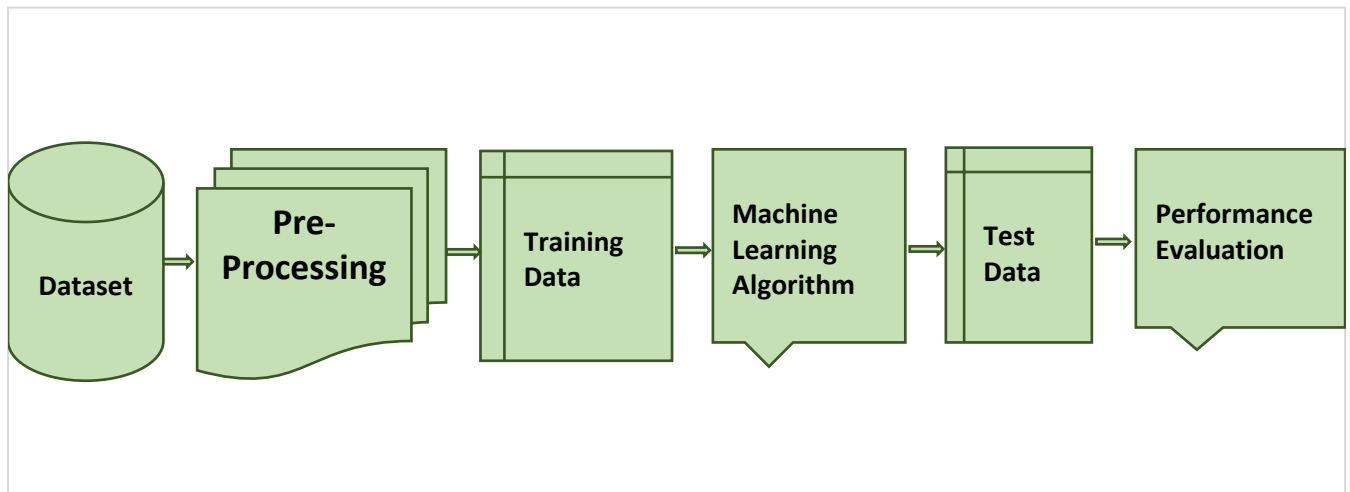 Dataset
Pre-
Processing
Training
Data
Machine
Learning
Algorithm
Test
Data
Performance
Evaluation